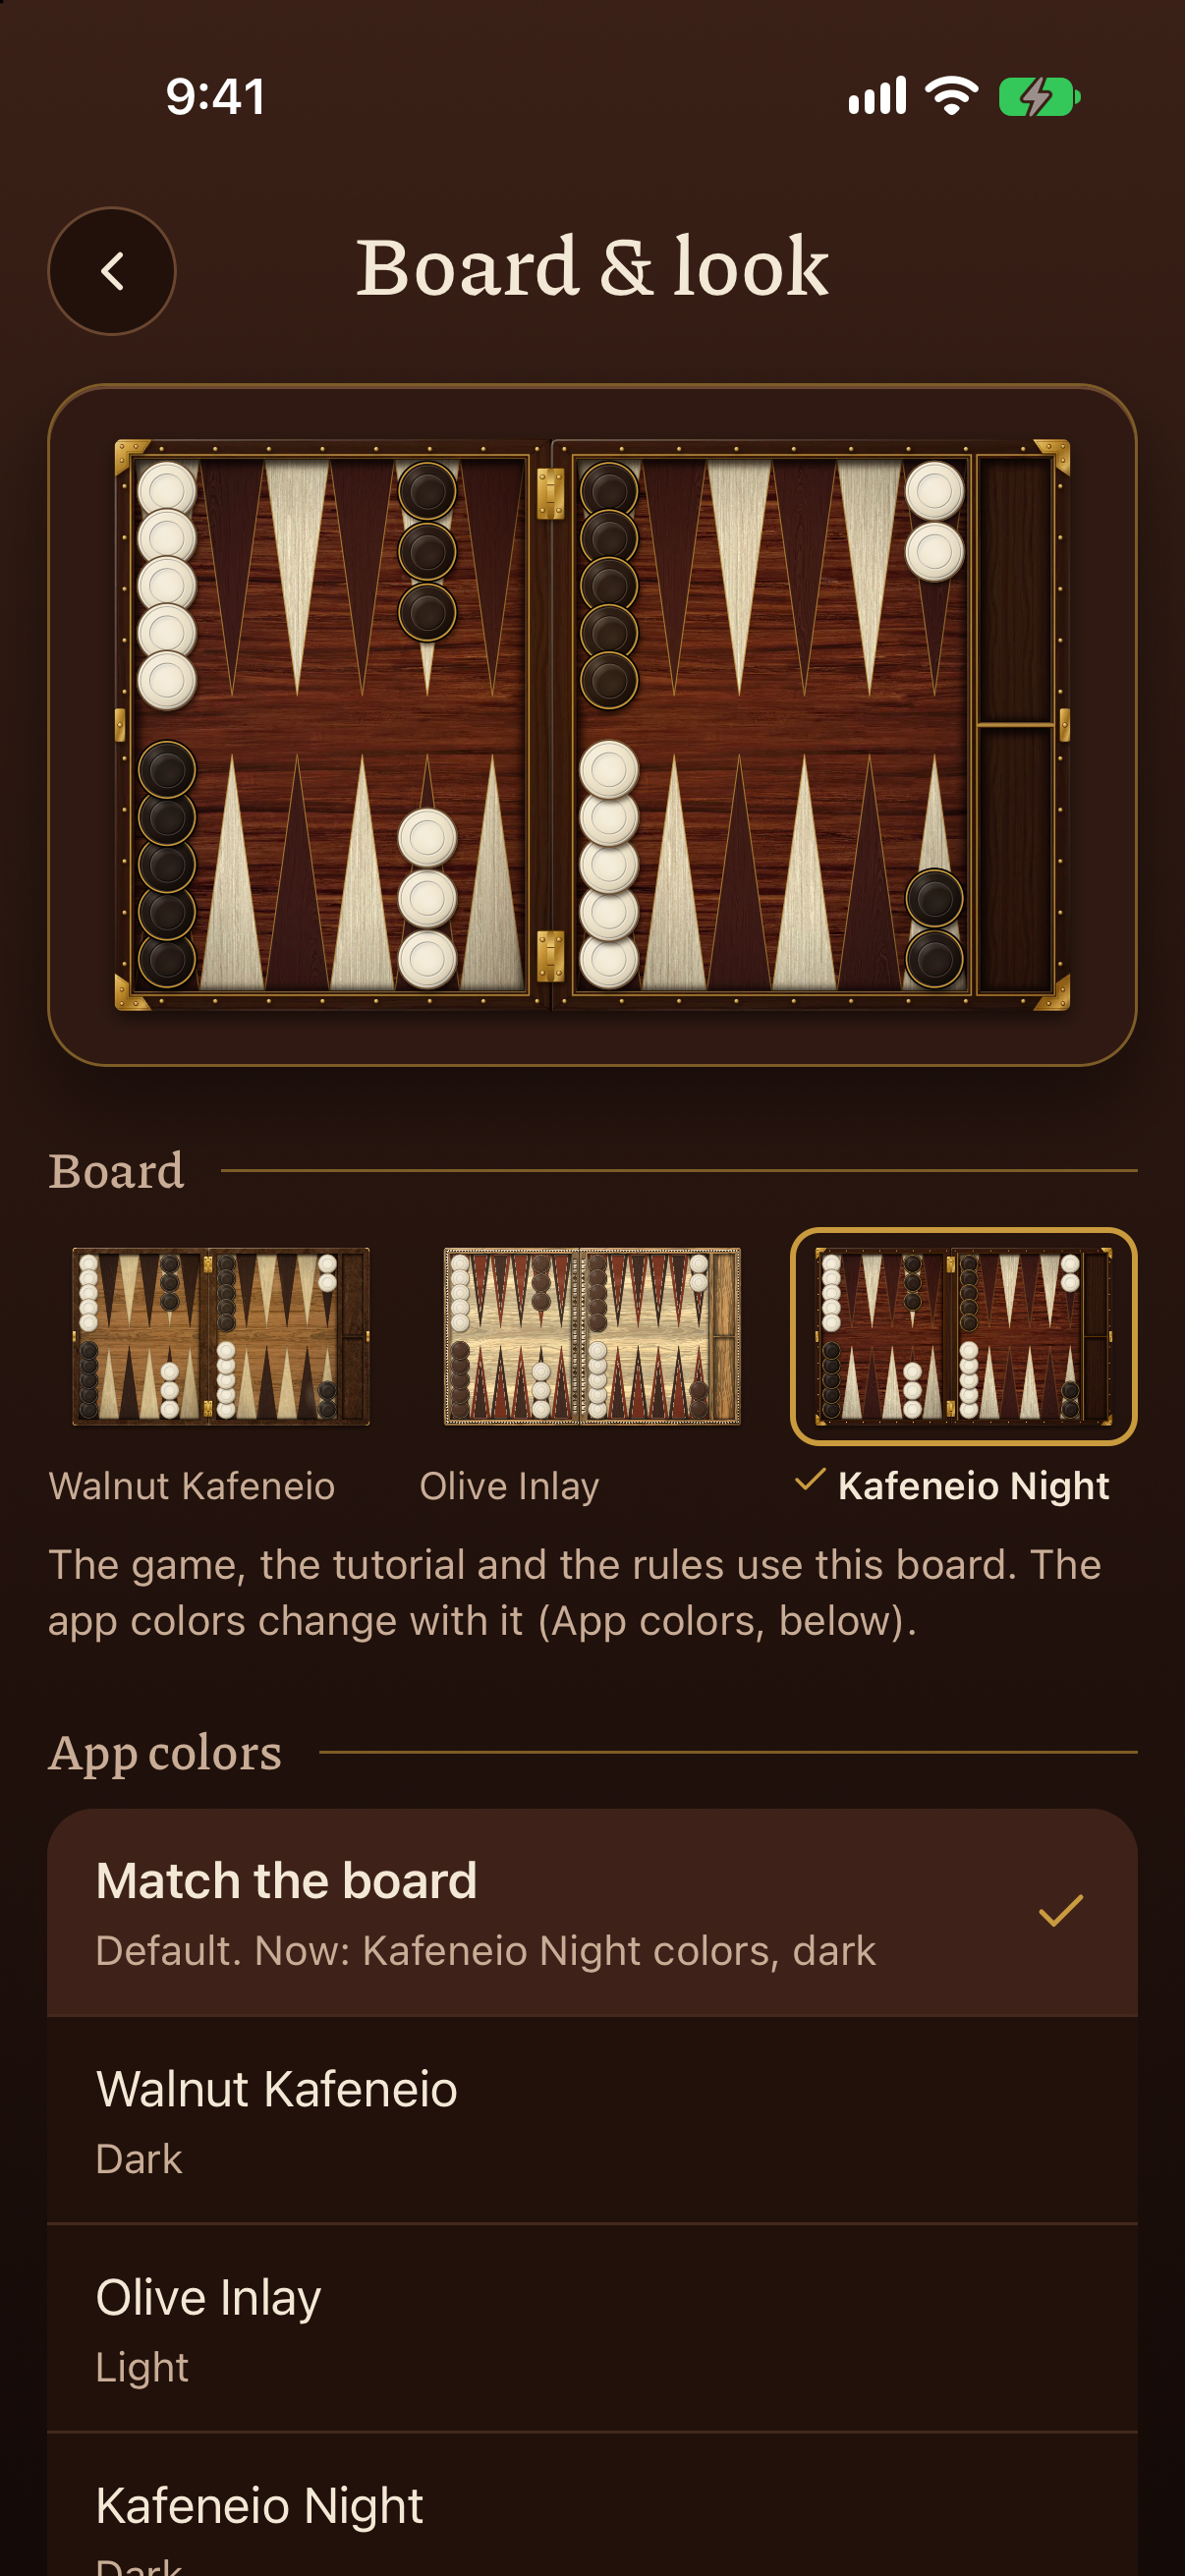 9:41
Board & look
Board
Walnut Kafeneio
Olive Inlay
Kafeneio Night
The game, the tutorial and the rules use this board. The
app colors change with it (App colors, below).
App colors
Match the board
Default. Now: Kafeneio Night colors, dark
Walnut Kafeneio
Dark
Olive Inlay
Light
Kafeneio Night
Dark